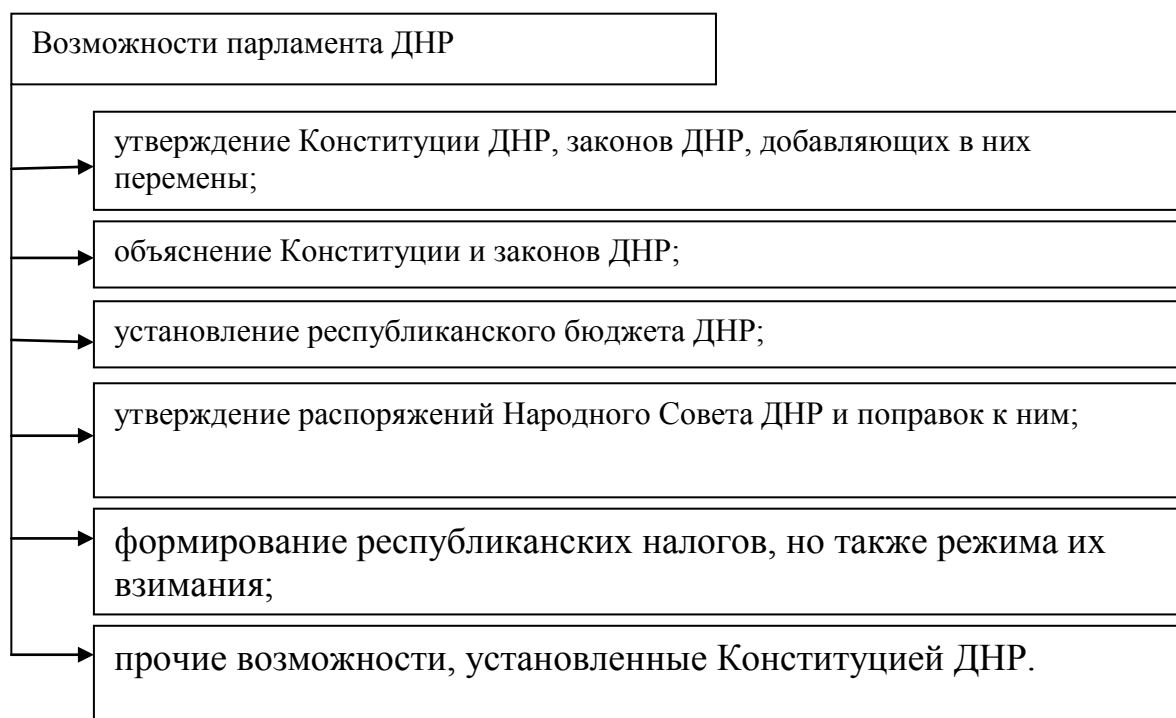 Возможности парламента ДНР
утверждение Конституции ДНР, законов ДНР, добавляющих в них
перемены;
объяснение Конституции и законов ДНР;
установление республиканского бюджета ДНР;
утверждение распоряжений Народного Совета ДНР и поправок к ним;
формирование республиканских налогов, но также режима их
взимания;
прочие возможности, установленные Конституцией ДНР.